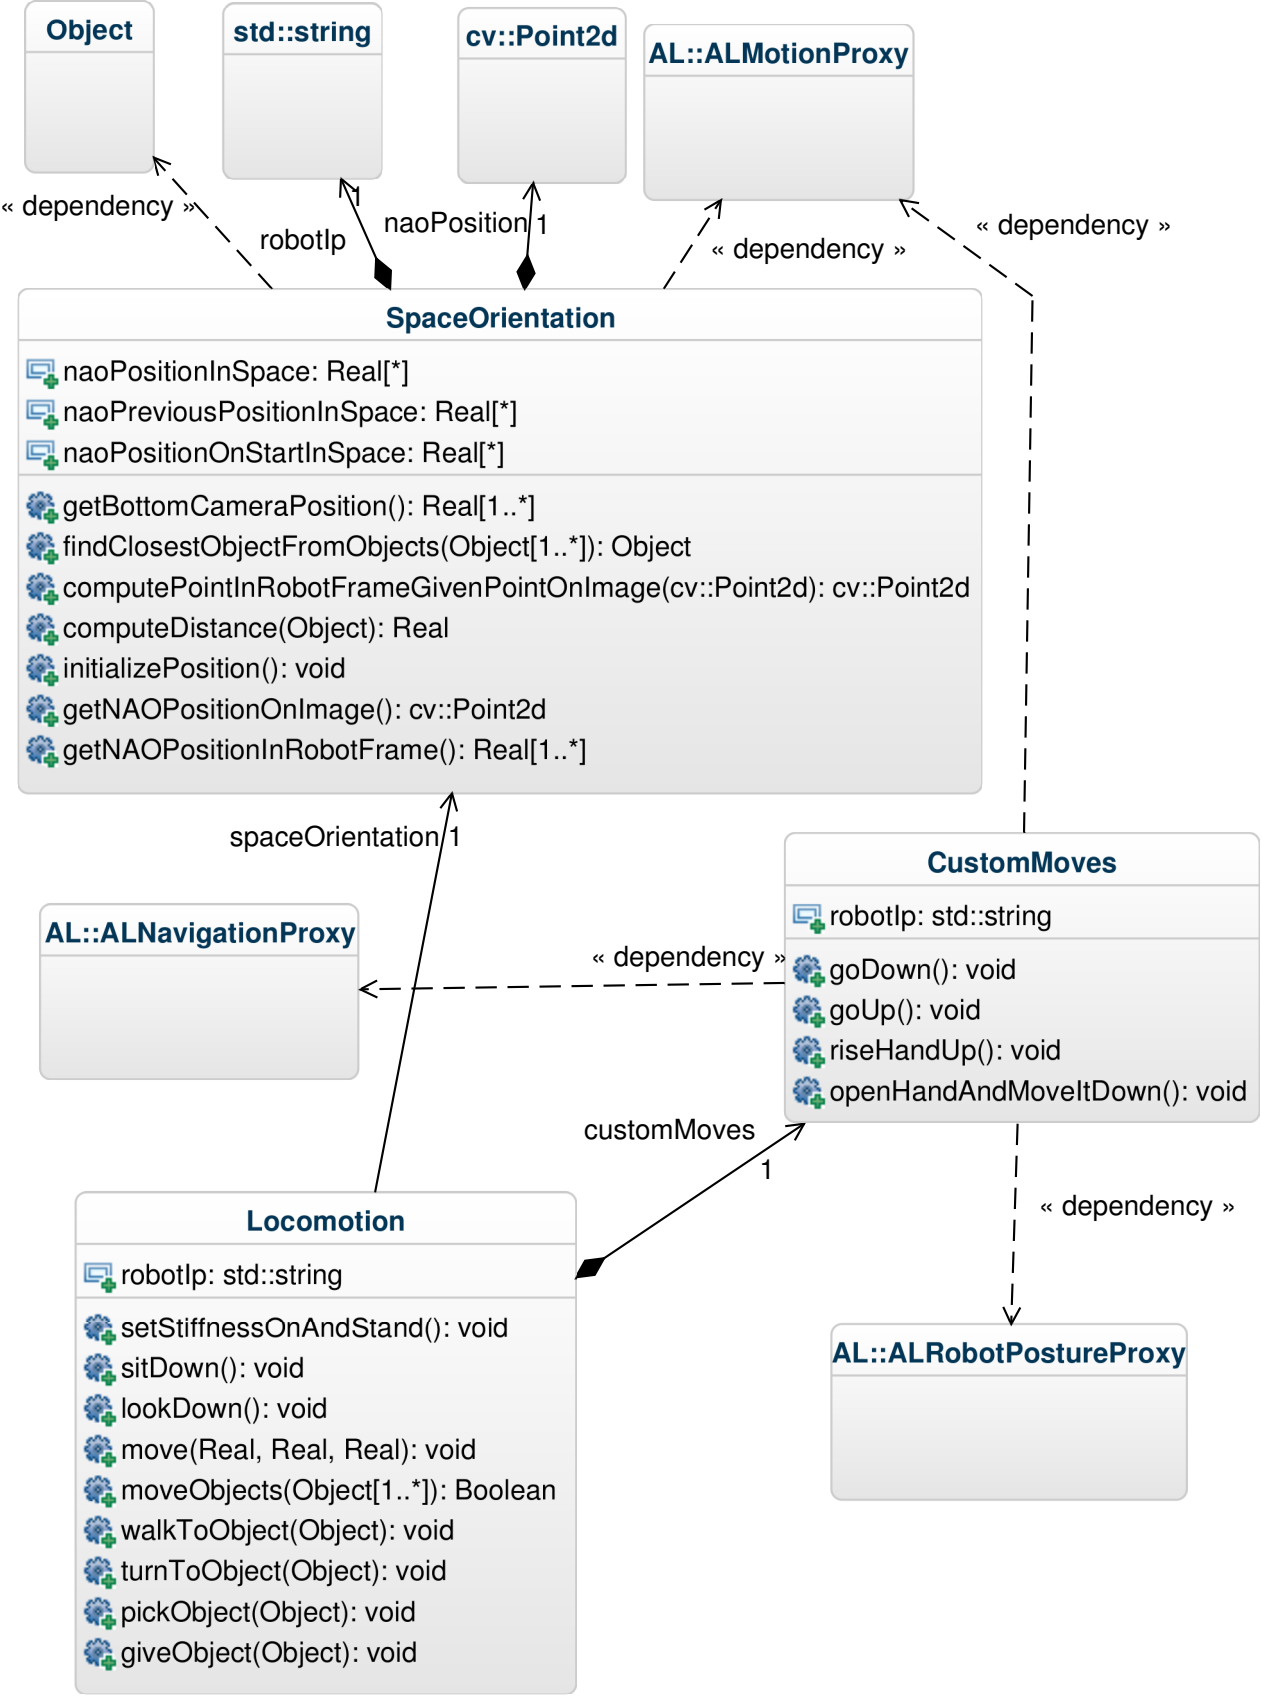 Object
std::string
cv::Point2d
AL::ALMotionProxy
« dependency »
robotIp
1
naoPosition
1
« dependency »
« dependency »
SpaceOrientation
naoPositionInSpace: Real[*]
naoPreviousPositionInSpace: Real[*]
naoPositionOnStartInSpace: Real[*]
getBottomCameraPosition(): Real[1..*]
findClosestObjectFromObjects(Object[1..*]): Object
computePointInRobotFrameGivenPointOnImage(cv::Point2d): cv::Point2d
computeDistance(Object): Real
initializePosition(): void
getNAOPositionOnImage(): cv::Point2d
getNAOPositionInRobotFrame(): Real[1..*]
spaceOrientation
1
CustomMoves
robotIp: std::string
goDown(): void
goUp(): void
riseHandUp(): void
openHandAndMoveItDown(): void
AL::ALNavigationProxy
« dependency »
customMoves
1
« dependency »
Locomotion
robotIp: std::string
setStiffnessOnAndStand(): void
sitDown(): void
lookDown(): void
move(Real, Real, Real): void
moveObjects(Object[1..*]): Boolean
walkToObject(Object): void
turnToObject(Object): void
pickObject(Object): void
giveObject(Object): void
AL::ALRobotPostureProxy